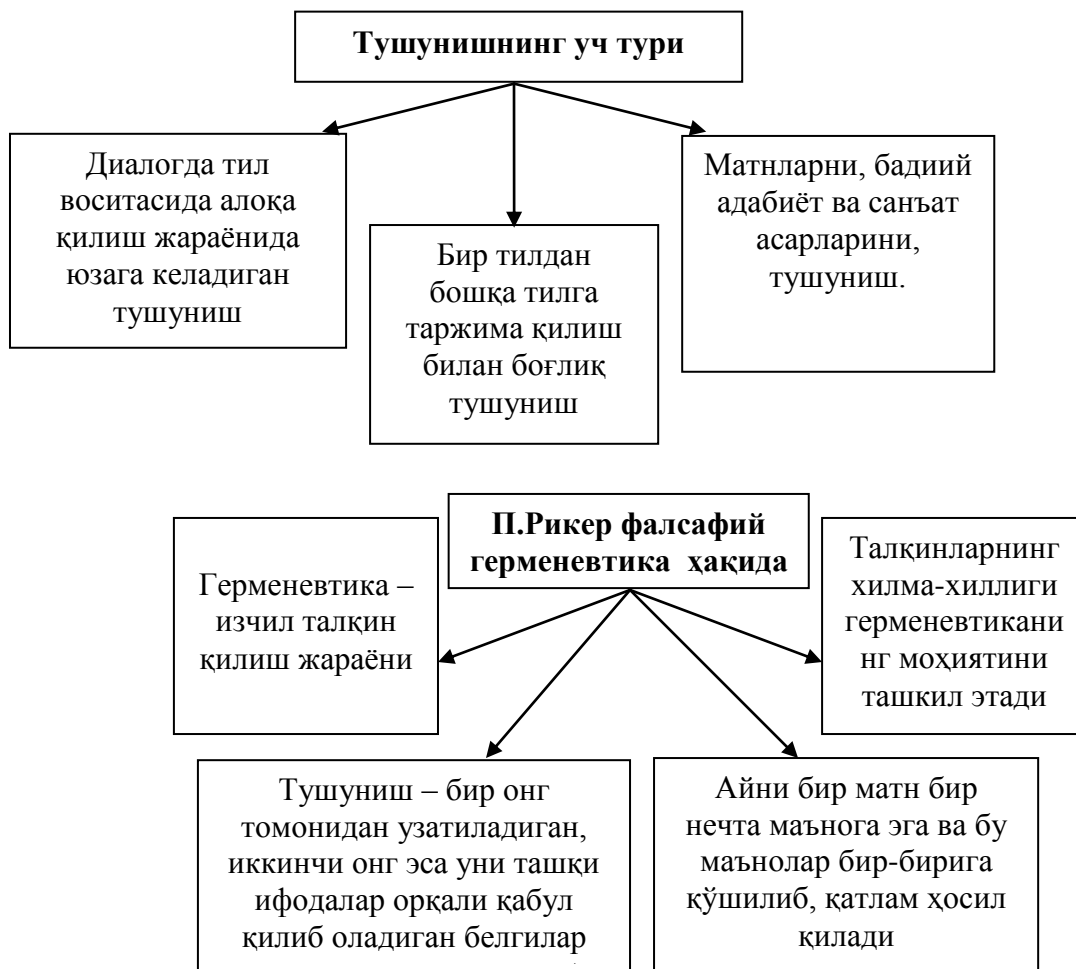 Тушунишнинг уч тури
Диалогда тил
воситасида алоқа
қилиш жараёнида
юзага келадиган
тушуниш
Бир тилдан
бошқа тилга
таржима қилиш
билан боғлиқ
тушуниш
Матнларни, бадиий
адабиёт ва санъат
асарларини,
тушуниш.
П.Рикер фалсафий
герменевтика ҳақида
Герменевтика –
изчил талқин
қилиш жараёни
Талқинларнинг
хилма-хиллиги
герменевтикани
нг моҳиятини
ташкил этади
Тушуниш – бир онг
томонидан узатиладиган,
иккинчи онг эса уни ташқи
ифодалар орқали қабул
қилиб оладиган белгилар
Айни бир матн бир
нечта маънога эга ва бу
маънолар бир-бирига
қўшилиб, қатлам ҳосил
қилади